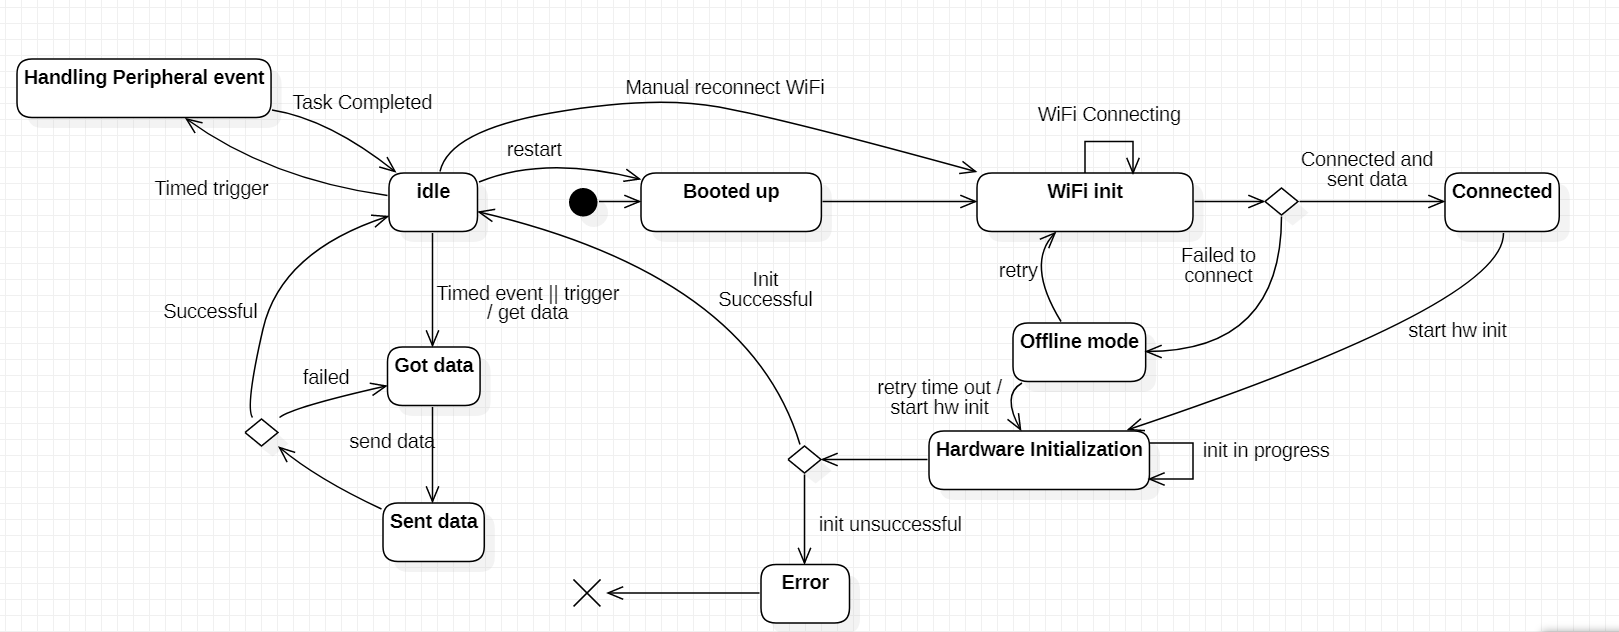 Handling Peripheral event
Task Completed
Manual reconnect WiFi
WiFi Connecting
restart
Connected and
sent data
Timed trigger
idle
Booted up
WiFi init
Connected
Failed to
connect
retry
Init
Successful
Timed event || trigger
/ get data
Successful
start hw init
Offline mode
Got data
failed
retry time out /
start hw init
send data
Hardware Initialization
init in progress
Sent data
init unsuccessful
Error